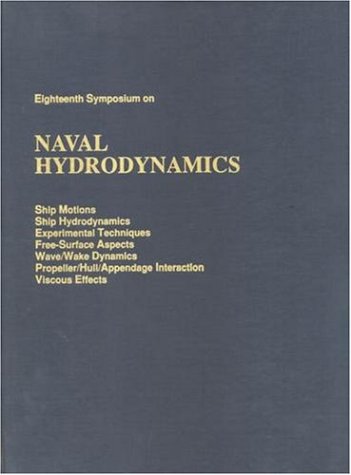 Eighteenth Symposium on
NAVAL
HYDRODYNAMICS
Ship Motions
Ship Hydrodynamics
Experimental Techniques
Free-Surface Aspects
Wave/Wake Dynamics
Propeller/Hull/Appendage Interaction
Viscous Effects